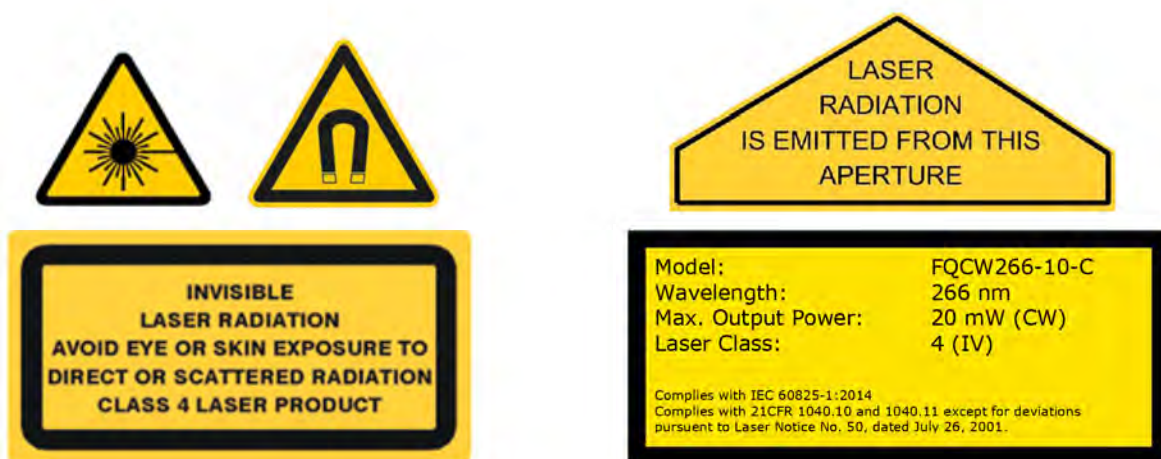 LASER
RADIATION
IS EMITTED FROM THIS
APERTURE
INVISIBLE
LASER RADIATION
AVOID EYE OR SKIN EXPOSURE TO
DIRECT OR SCATTERED RADIATION
CLASS 4 LASER PRODUCT
Model: FQCW266-10-C
Wavelength: 266 nm
Max. Output Power: 20 mW (CW)
Laser Class: 4 (IV)
Complies with IEC 60825-1:2014
Complies with 21CFR 1040.10 and 1040.11 except for deviations
pursuant to Laser Notice No. 50, dated July 26, 2001.